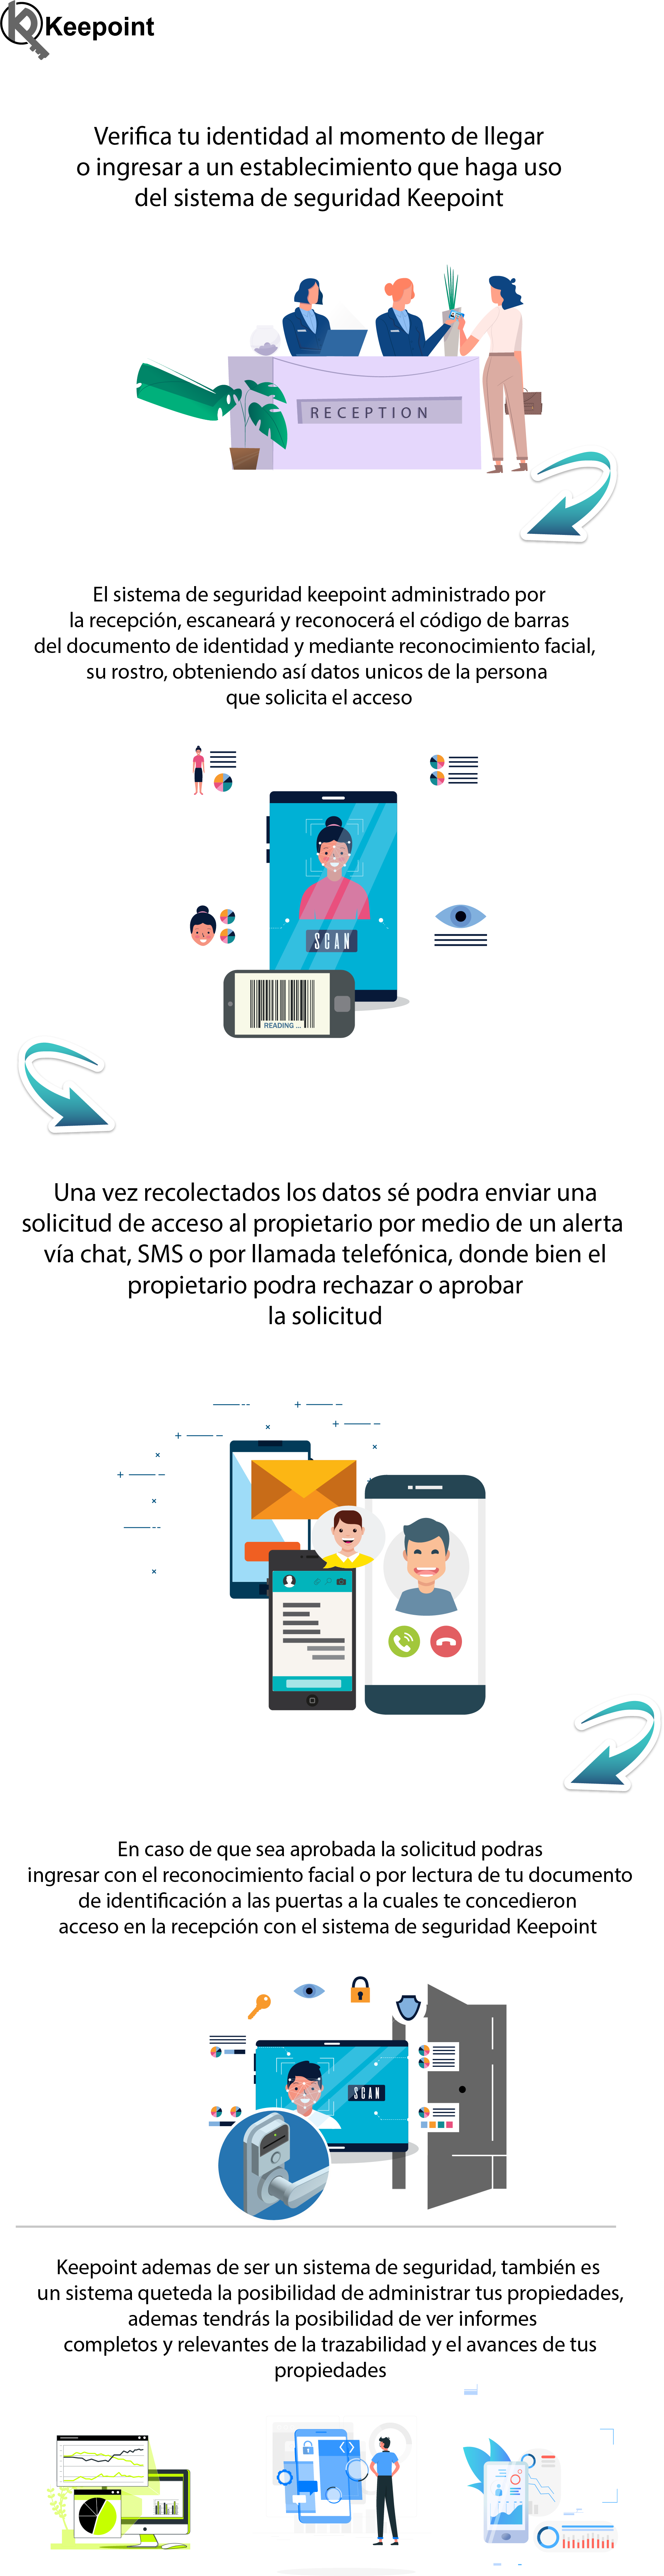 Keepoint
Verifica tu identidad al momento de llegar
o ingresar a un establecimiento que haga uso
del sistema de seguridad Keepoint
RECEPTION
El sistema de seguridad keepoint administrado por
la recepción, escaneará y reconocerá el código de barras
del documento de identidad y mediante reconocimiento facial,
su rostro, obteniendo así datos unicos de la persona
que solicita el acceso
SCAN
READING ...
Una vez recolectados los datos sé podra enviar una
solicitud de acceso al propietario por medio de un alerta
vía chat, SMS o por llamada telefónica, donde bien el
propietario podra rechazar o aprobar
la solicitud
En caso de que sea aprobada la solicitud podras
ingresar con el reconocimiento facial o por lectura de tu documento
de identificación a las puertas a la cuales te concedieron
acceso en la recepción con el sistema de seguridad Keepoint
SCAN
Keepoint ademas de ser un sistema de seguridad, también es
un sistema queteda la posibilidad de administrar tus propiedades,
ademas tendrás la posibilidad de ver informes
completos y relevantes de la trazabilidad y el avances de tus
propiedades